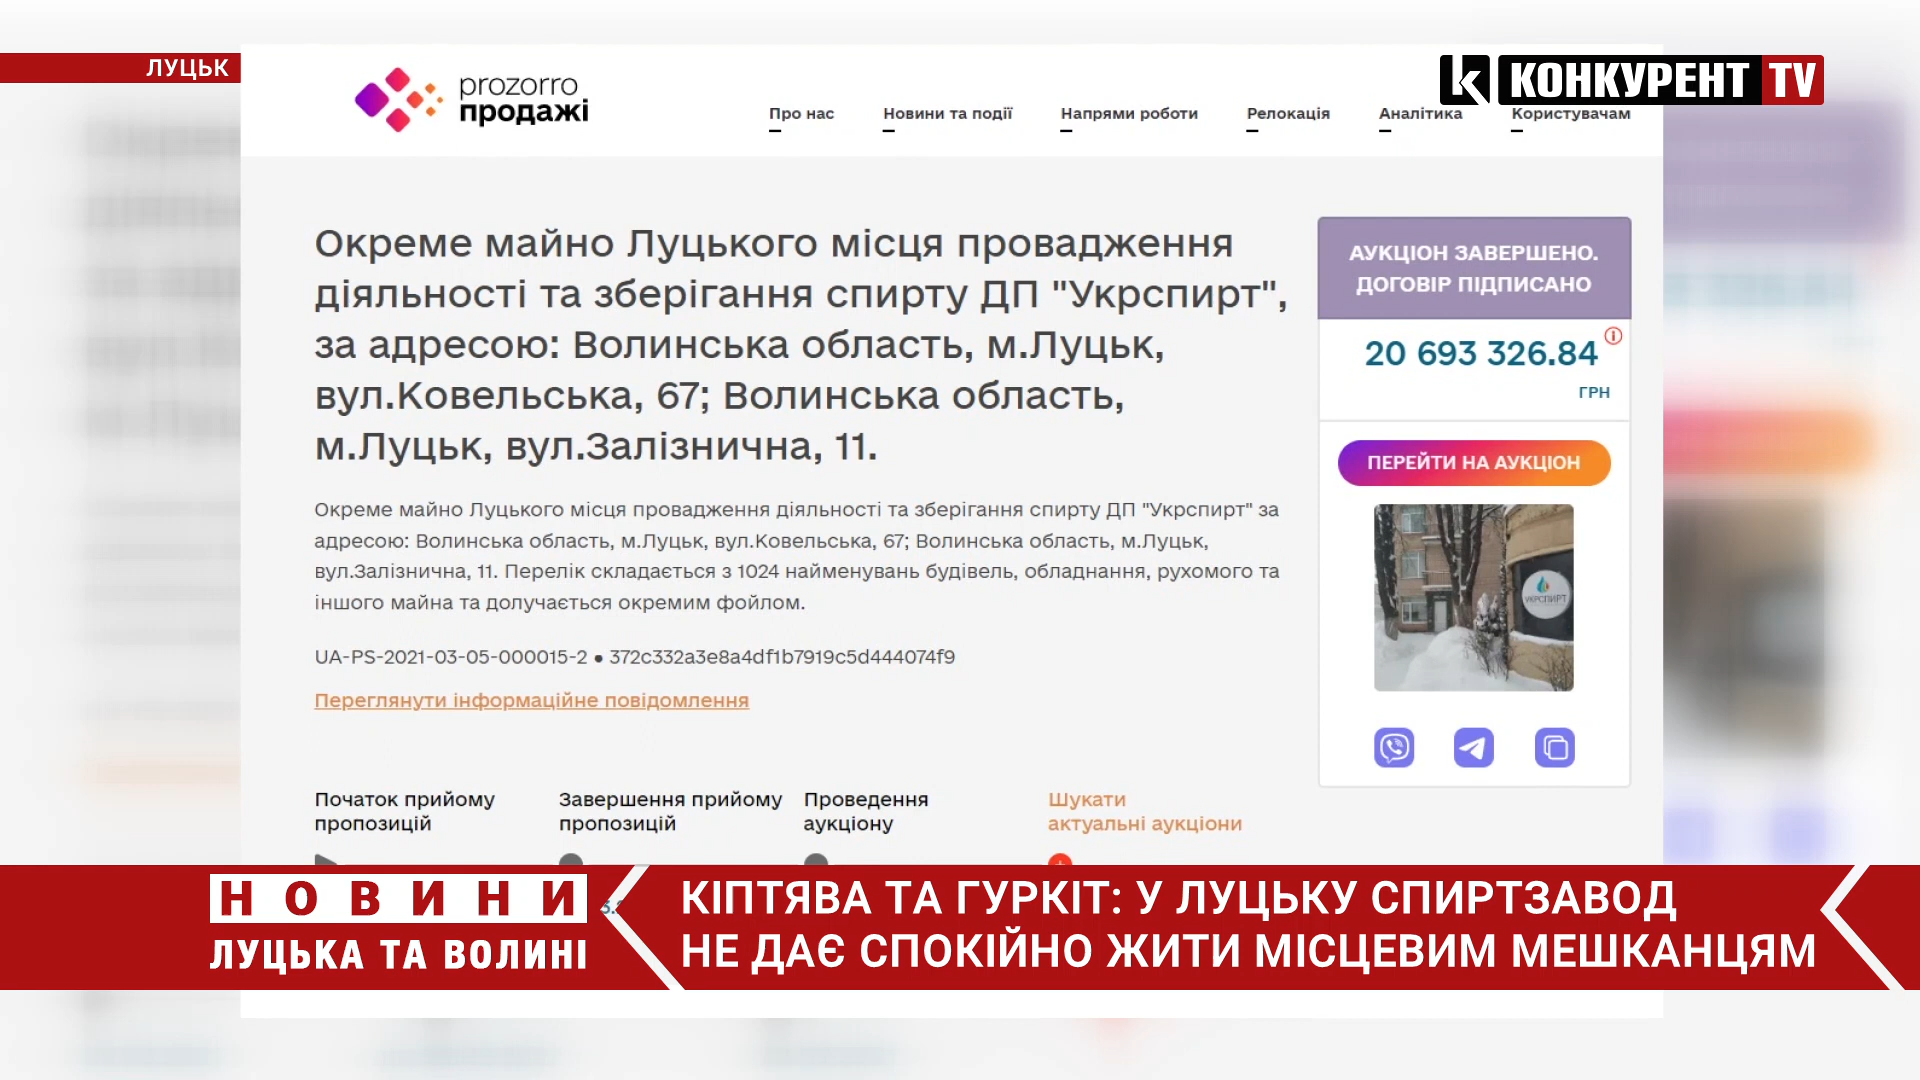 ЛУЦЬК
КОНКУРЕНТ TV
prozorro
продажі
Про нас
Новини та події
Напрями роботи
Релокація
Аналітика
Користувачам
Окреме майно Луцького місця провадження
діяльності та зберігання спирту ДП "Укрспирт",
за адресою: Волинська область, м.Луцьк,
вул.Ковельська, 67; Волинська область,
м.Луцьк, вул.Залізнична, 11.
АУКЦІОН ЗАВЕРШЕНО.
ДОГОВІР ПІДПИСАНО
20 693 326.84
ГРН
ПЕРЕЙТИ НА АУКЦІОН
УКРСПИРТ
Окреме майно Луцького місця провадження діяльності та зберігання спирту ДП "Укрспирт" за
адресою: Волинська область, м.Луцьк, вул.Ковельська, 67; Волинська область, м.Луцьк,
вул.Залізнична, 11. Перелік складається з 1024 найменувань будівель, обладнання, рухомого та
іншого майна та долучається окремим фойлом.
UA-PS-2021-03-05-000015-2 ● 372c332a3e8a4df1b7919c5d444074f9
Переглянути інформаційне повідомлення
Початок прийому
пропозицій
Завершення прийому
пропозицій
Проведення
аукціону
Шукати
актуальні аукціони
НОВИНИ
ЛУЦЬКА ТА ВОЛИНІ
КІПТЯВА ТА ГУРКІТ: У ЛУЦЬКУ СПИРТЗАВОД
НЕ ДАЄ СПОКІЙНО ЖИТИ МІСЦЕВИМ МЕШКАНЦЯМ